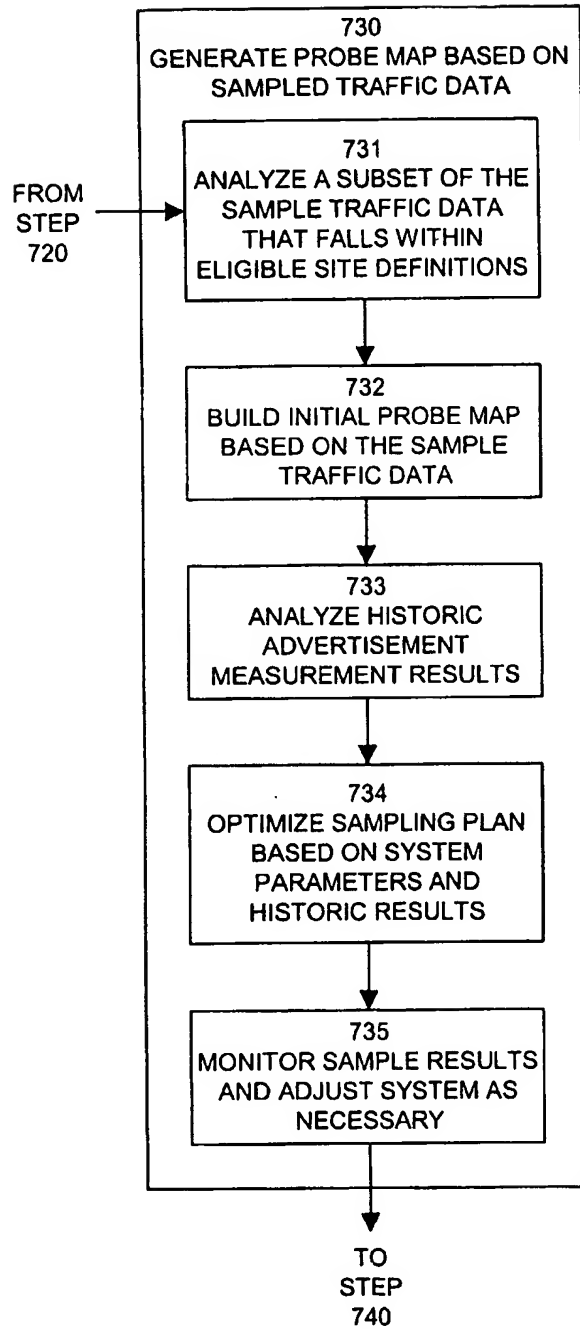 730
GENERATE PROBE MAP BASED ON
SAMPLED TRAFFIC DATA
731
ANALYZE A SUBSET OF THE
SAMPLE TRAFFIC DATA
THAT FALLS WITHIN
ELIGIBLE SITE DEFINITIONS
FROM
STEP
720
732
BUILD INITIAL PROBE MAP
BASED ON THE SAMPLE
TRAFFIC DATA
733
ANALYZE HISTORIC
ADVERTISEMENT
MEASUREMENT RESULTS
734
OPTIMIZE SAMPLING PLAN
BASED ON SYSTEM
PARAMETERS AND
HISTORIC RESULTS
735
MONITOR SAMPLE RESULTS
AND ADJUST SYSTEM AS
NECESSARY
TO
STEP
740